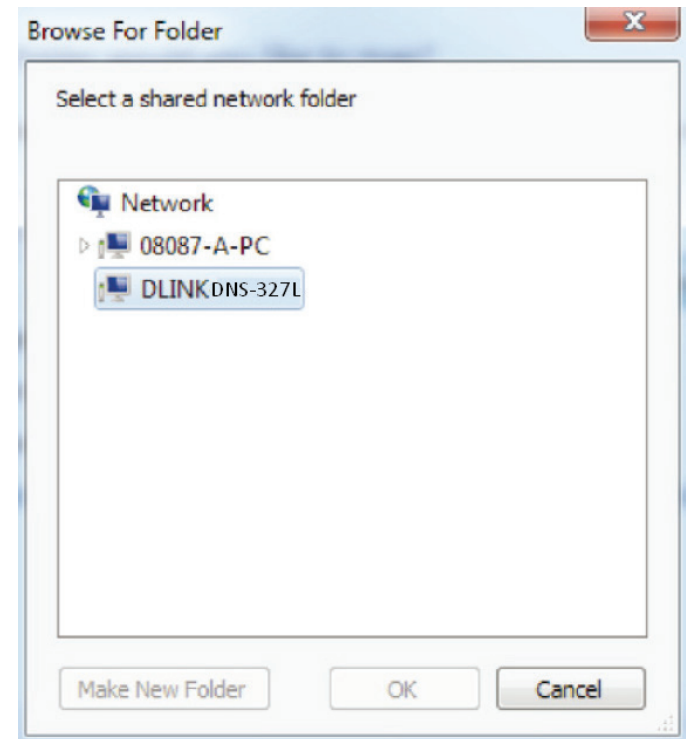 Browse For Folder
Select a shared network folder
Network
08087-A-PC
DLINKDNS-327L
Make New Folder OK Cancel